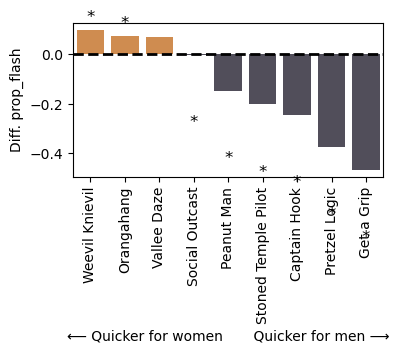 Diff. prop_flash
0.0
−0.2
−0.4
*
*
*
*
*
*
*
*
Weevil Knievil
Orangahang
Vallee Daze
Social Outcast
Peanut Man
Stoned Temple Pilot
Captain Hook
Pretzel Logic
Get a Grip
⟵ Quicker for women
Quicker for men ⟶